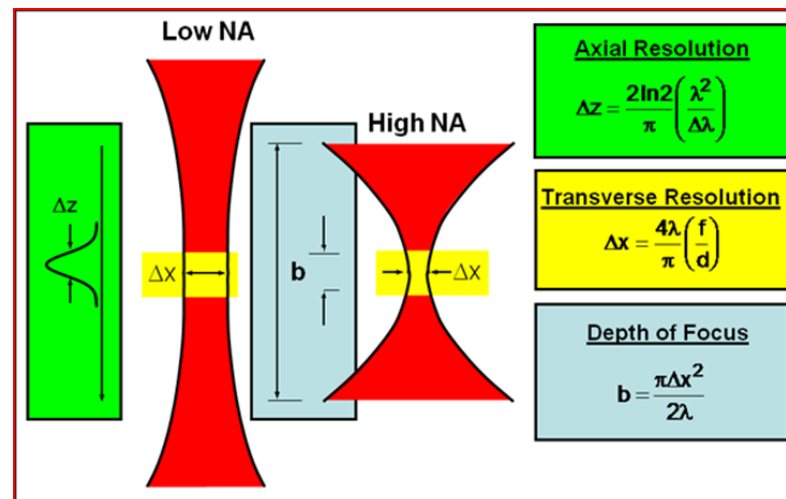 Low NA
High NA
Δz
Δx
b
Δx
Axial Resolution
Δz = 2ln2/π (λ²/Δλ)
Transverse Resolution
Δx = 4λ/π (f/d)
Depth of Focus
b = πΔx²/2λ